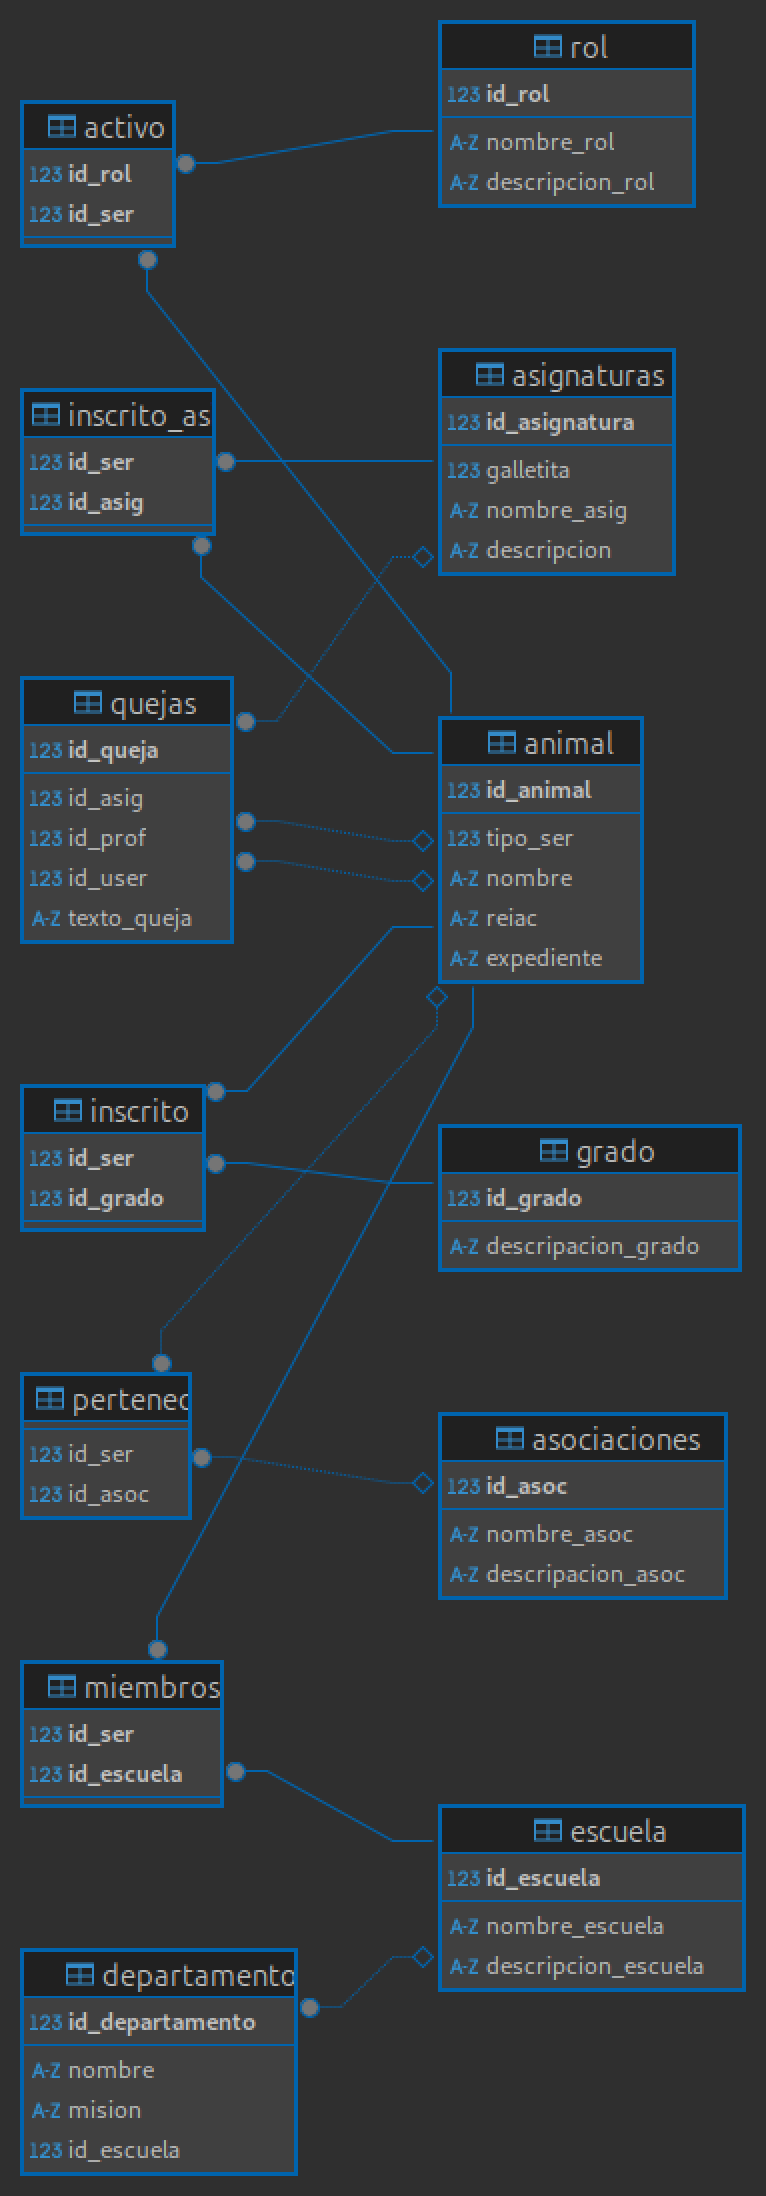 rol
123 id_rol
A-Z nombre_rol
A-Z descripcion_rol
activo
123 id_rol
123 id_ser
asignaturas
123 id_asignatura
123 galletita
A-Z nombre_asig
A-Z descripcion
inscrito_as
123 id_ser
123 id_asig
quejas
123 id_queja
123 id_asig
123 id_prof
123 id_user
A-Z texto_queja
animal
123 id_animal
123 tipo_ser
A-Z nombre
A-Z reiac
A-Z expediente
inscrito
123 id_ser
123 id_grado
grado
123 id_grado
A-Z descripacion_grado
pertenec
123 id_ser
123 id_asoc
asociaciones
123 id_asoc
A-Z nombre_asoc
A-Z descripacion_asoc
miembros
123 id_ser
123 id_escuela
escuela
123 id_escuela
A-Z nombre_escuela
A-Z descripcion_escuela
departamento
123 id_departamento
A-Z nombre
A-Z mision
123 id_escuela